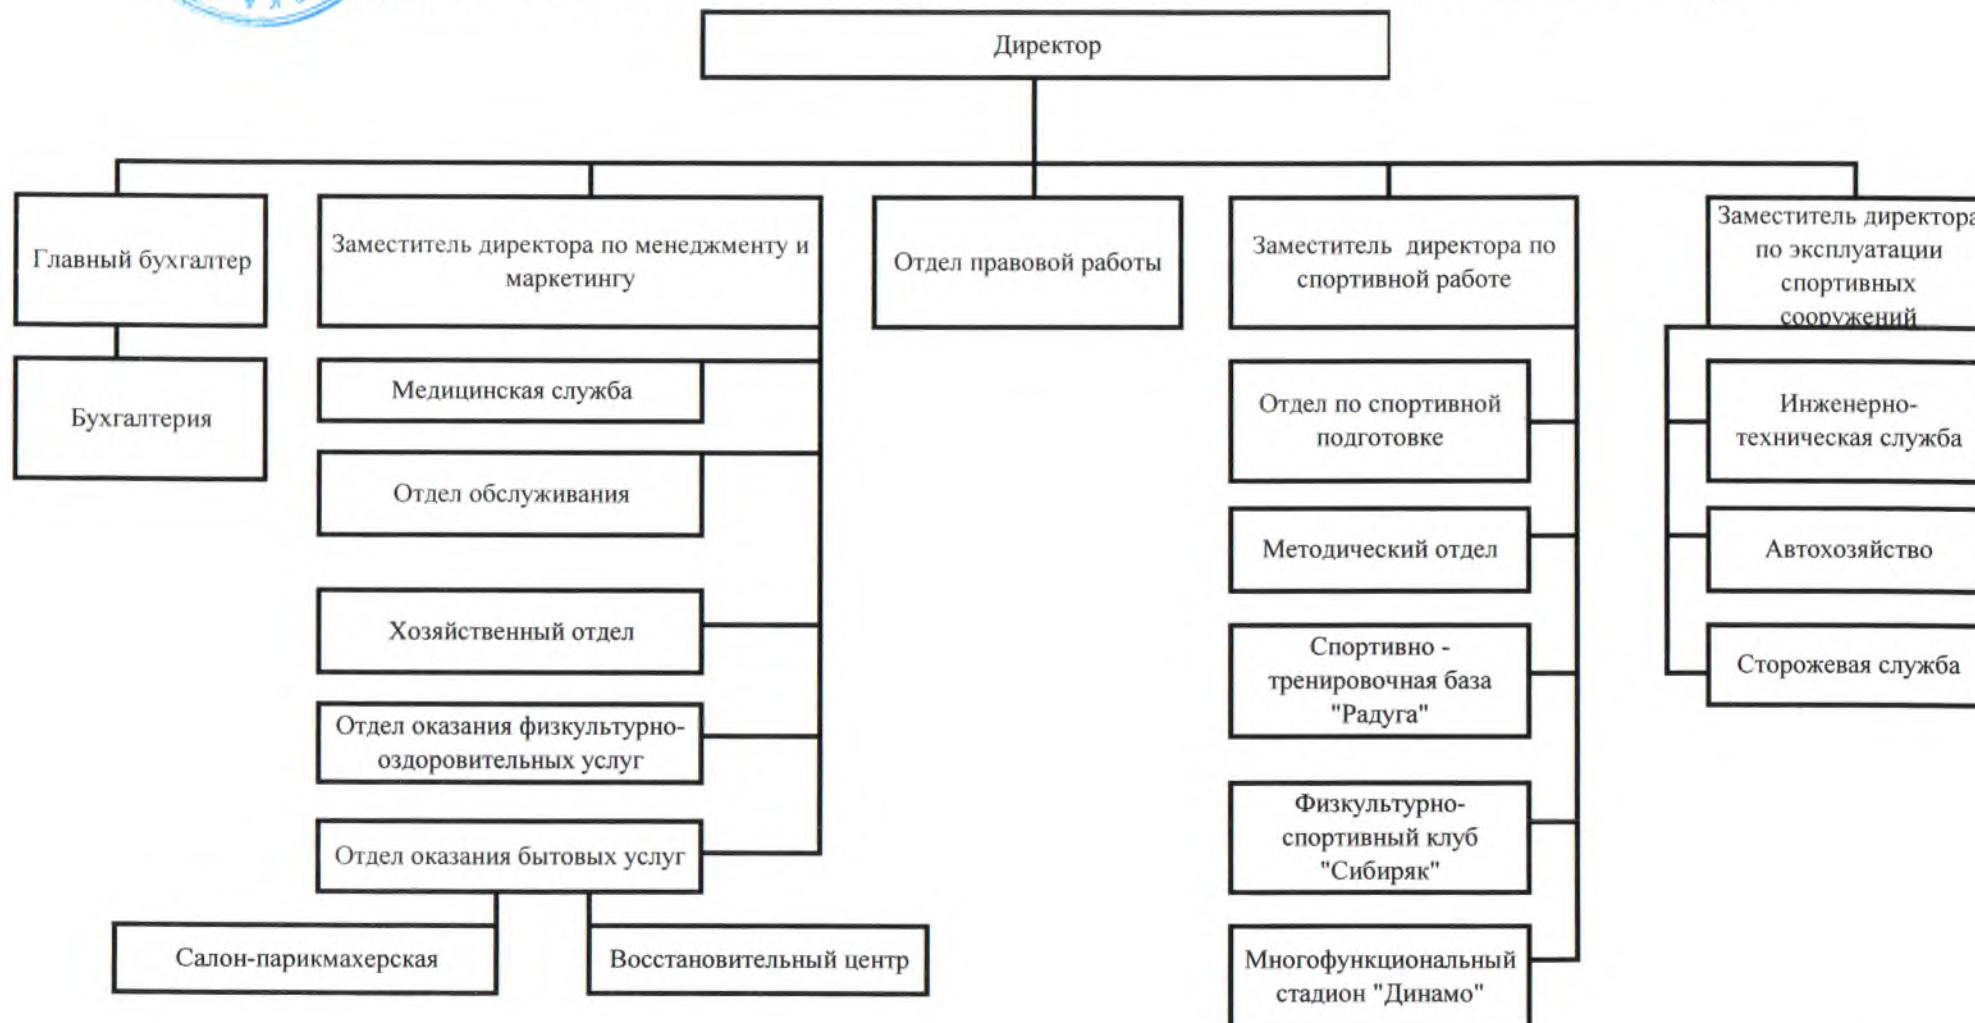 Директор
Главный бухгалтер
Заместитель директора по менеджменту и
маркетингу
Отдел правовой работы
Заместитель директора по
спортивной работе
Заместитель директора
по эксплуатации
спортивных
сооружений
Бухгалтерия
Медицинская служба
Отдел обслуживания
Хозяйственный отдел
Отдел оказания физкультурно-
оздоровительных услуг
Отдел оказания бытовых услуг
Салон-парикмахерская
Восстановительный центр
Отдел по спортивной
подготовке
Методический отдел
Спортивно -
тренировочная база
"Радуга"
Физкультурно-
спортивный клуб
"Сибиряк"
Многофункциональный
стадион "Динамо"
Инженерно-
техническая служба
Автохозяйство
Сторожевая служба